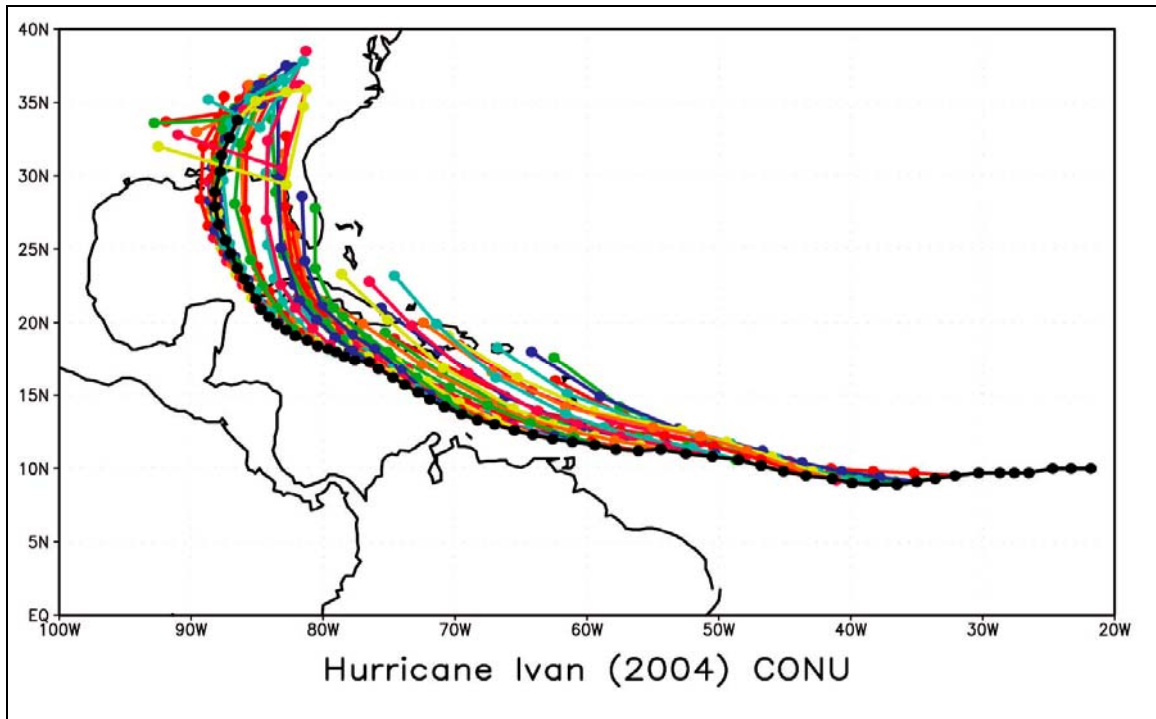 40N
35N
30N
25N
20N
15N
10N
5N
EQ
100W 90W 80W 70W 60W 50W 40W 30W 20W
Hurricane Ivan (2004) CONU